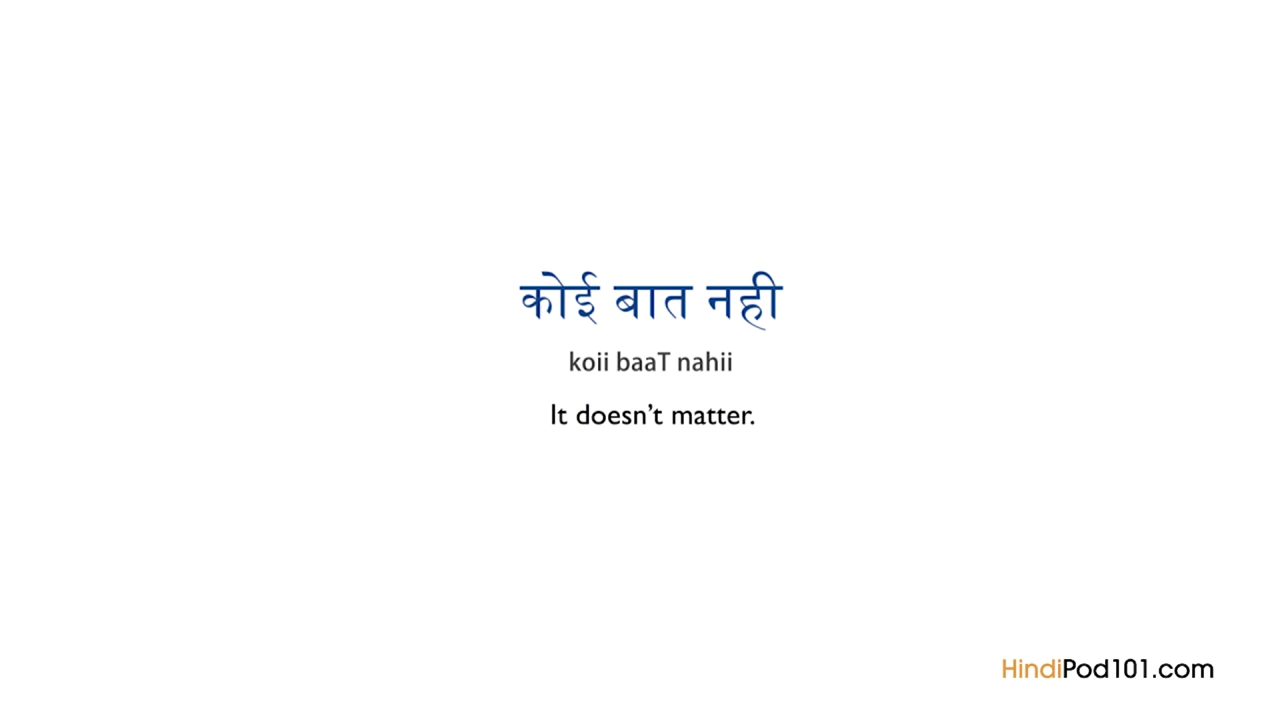 कोई बात नही
koii baaT nahii
It doesn't matter.
HindiPod101.com